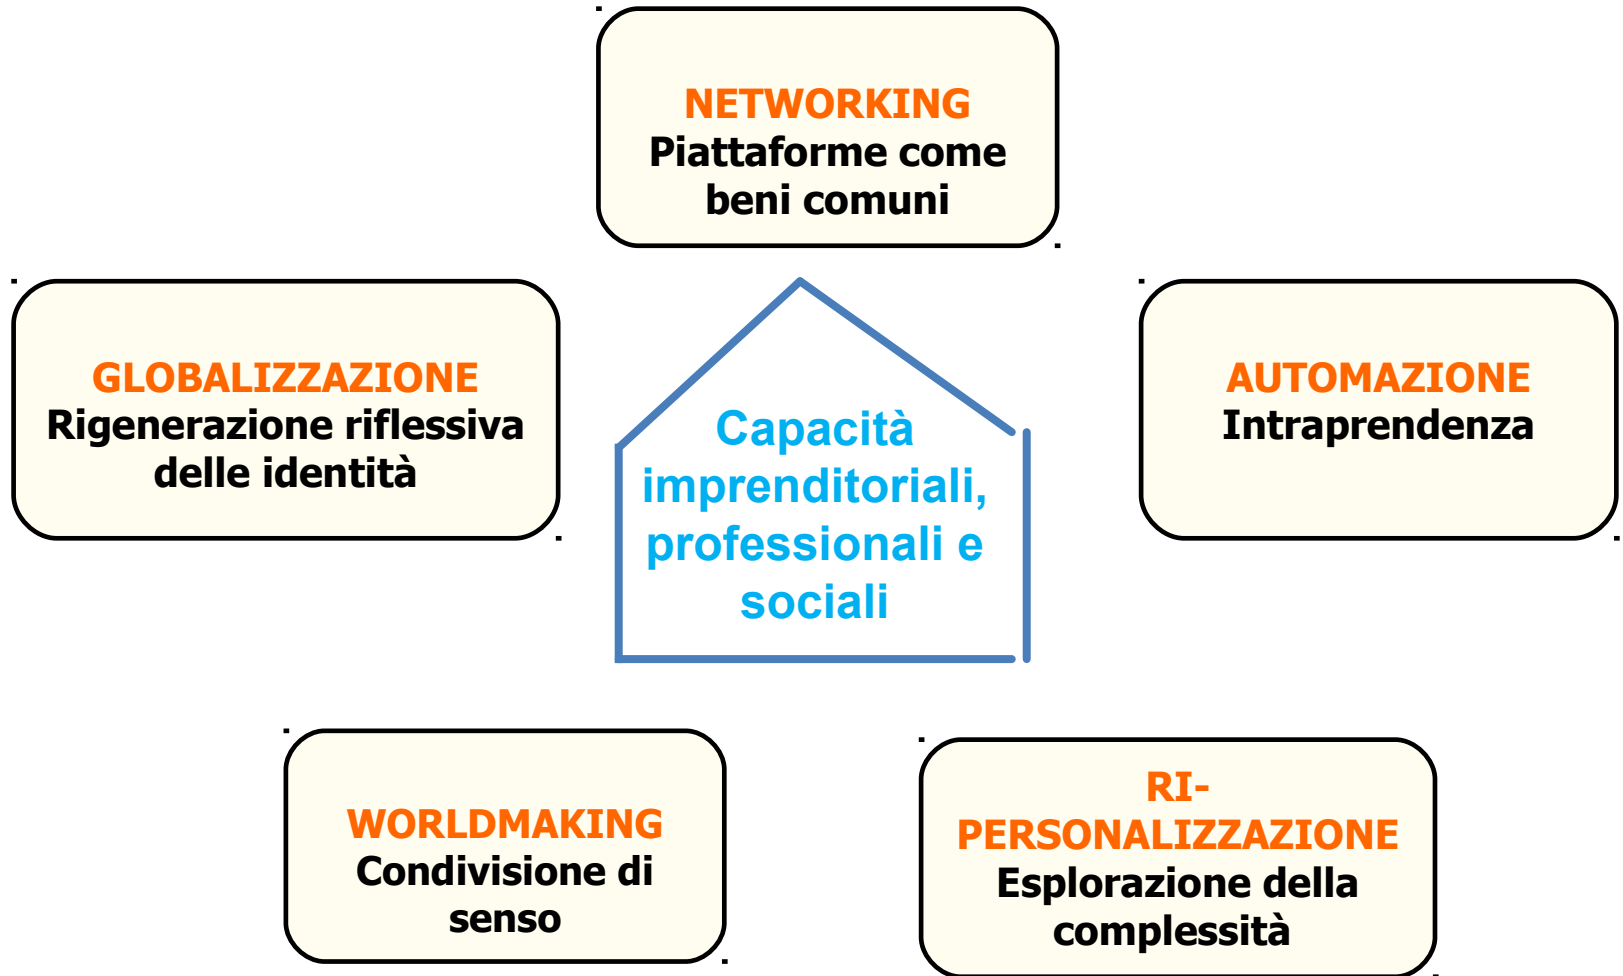 NETWORKING
Piattaforme come
beni comuni
GLOBALIZZAZIONE
Rigenerazione riflessiva
delle identità
AUTOMAZIONE
Intraprendenza
Capacità
imprenditoriali,
professionali e
sociali
WORLDMAKING
Condivisione di
senso
RI-
PERSONALIZZAZIONE
Esplorazione della
complessità